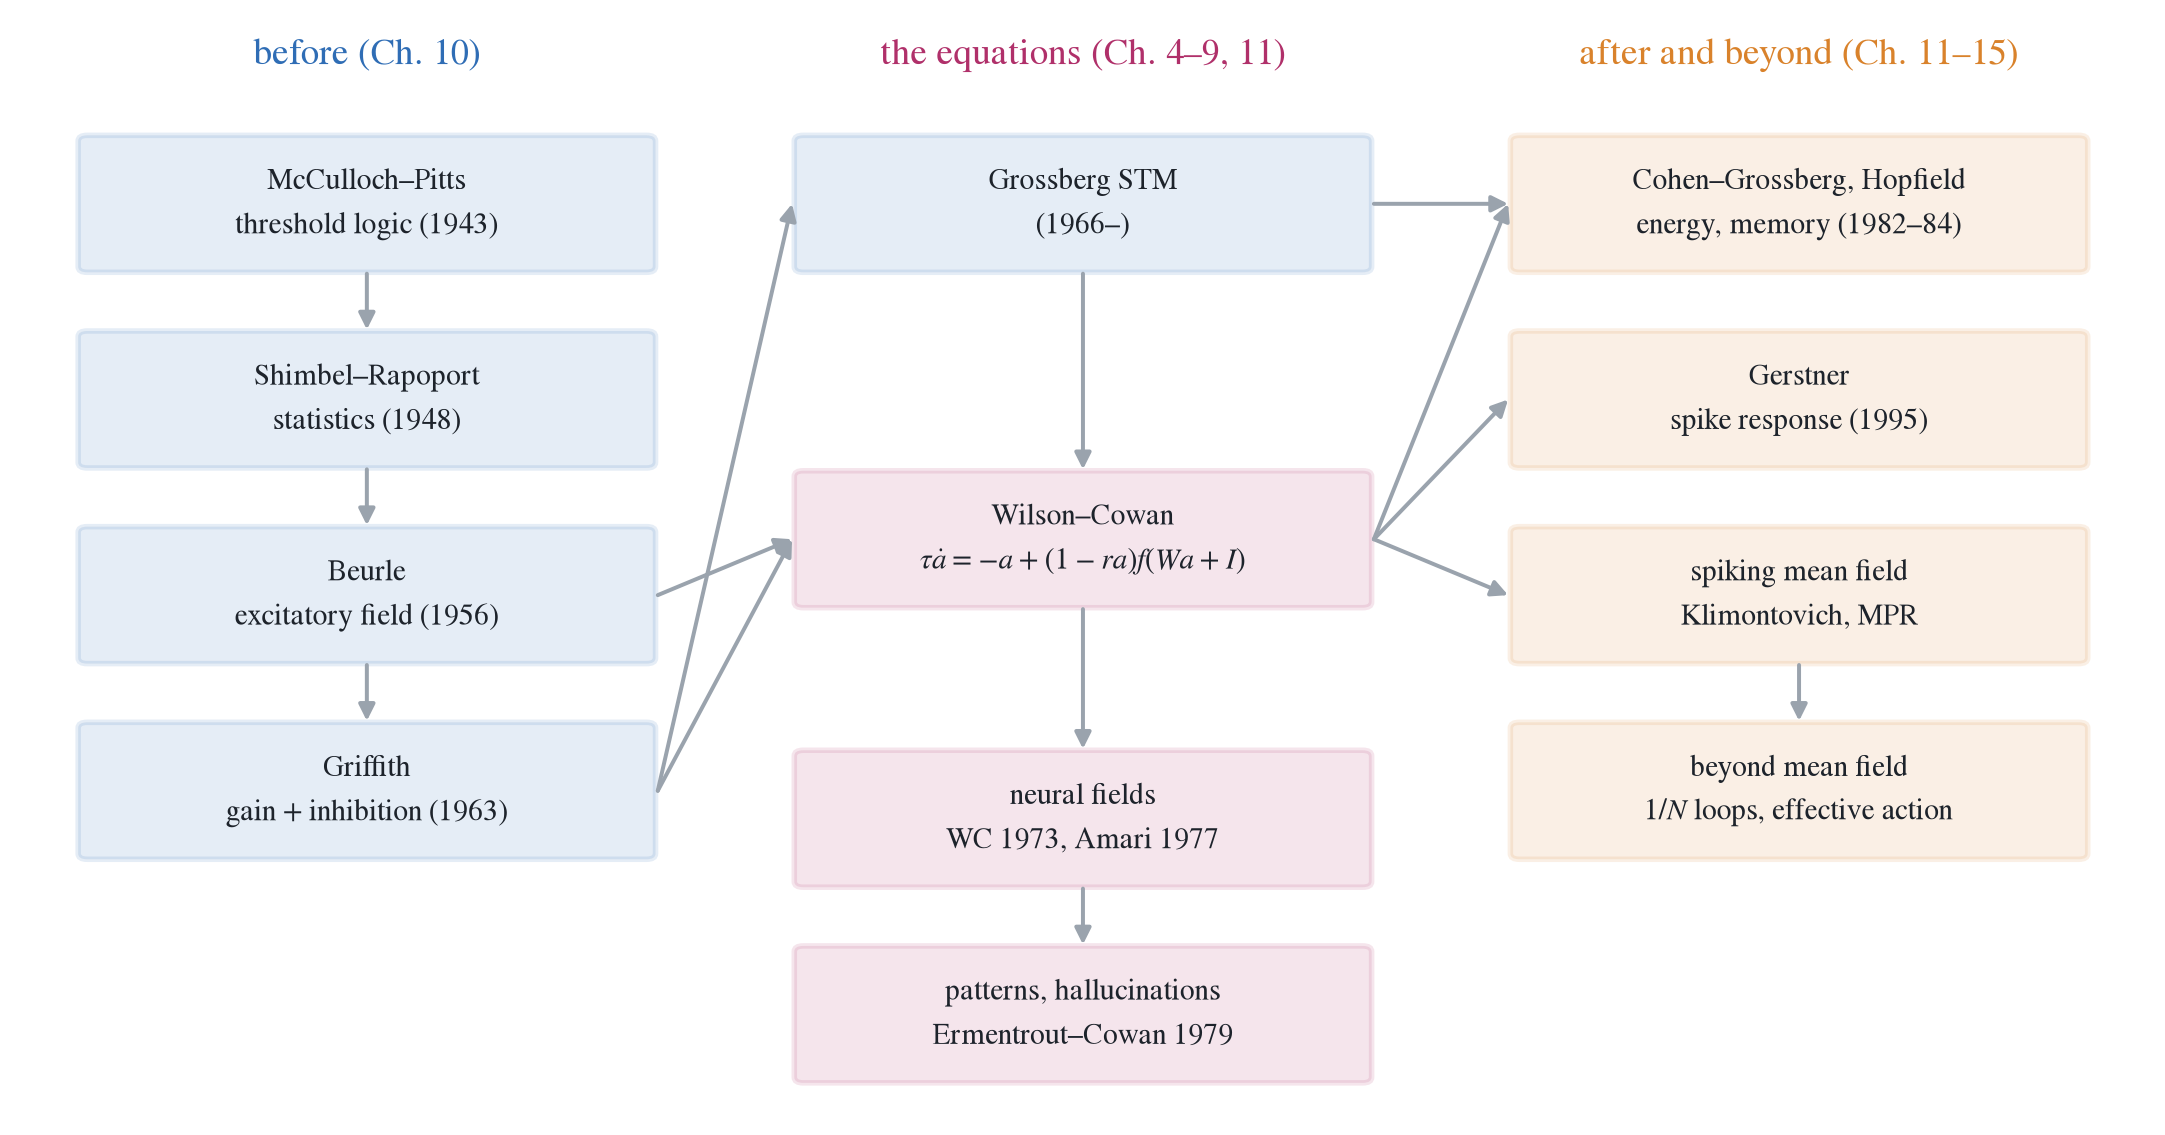 before (Ch. 10)
McCulloch–Pitts
threshold logic (1943)
Shimbel–Rapoport
statistics (1948)
Beurle
excitatory field (1956)
Griffith
gain + inhibition (1963)
the equations (Ch. 4–9, 11)
Grossberg STM
(1966–)
Wilson–Cowan
τȧ = −a + (1 − ra)f(Wa + I)
neural fields
WC 1973, Amari 1977
patterns, hallucinations
Ermentrout–Cowan 1979
after and beyond (Ch. 11–15)
Cohen–Grossberg, Hopfield
energy, memory (1982–84)
Gerstner
spike response (1995)
spiking mean field
Klimontovich, MPR
beyond mean field
1/N loops, effective action